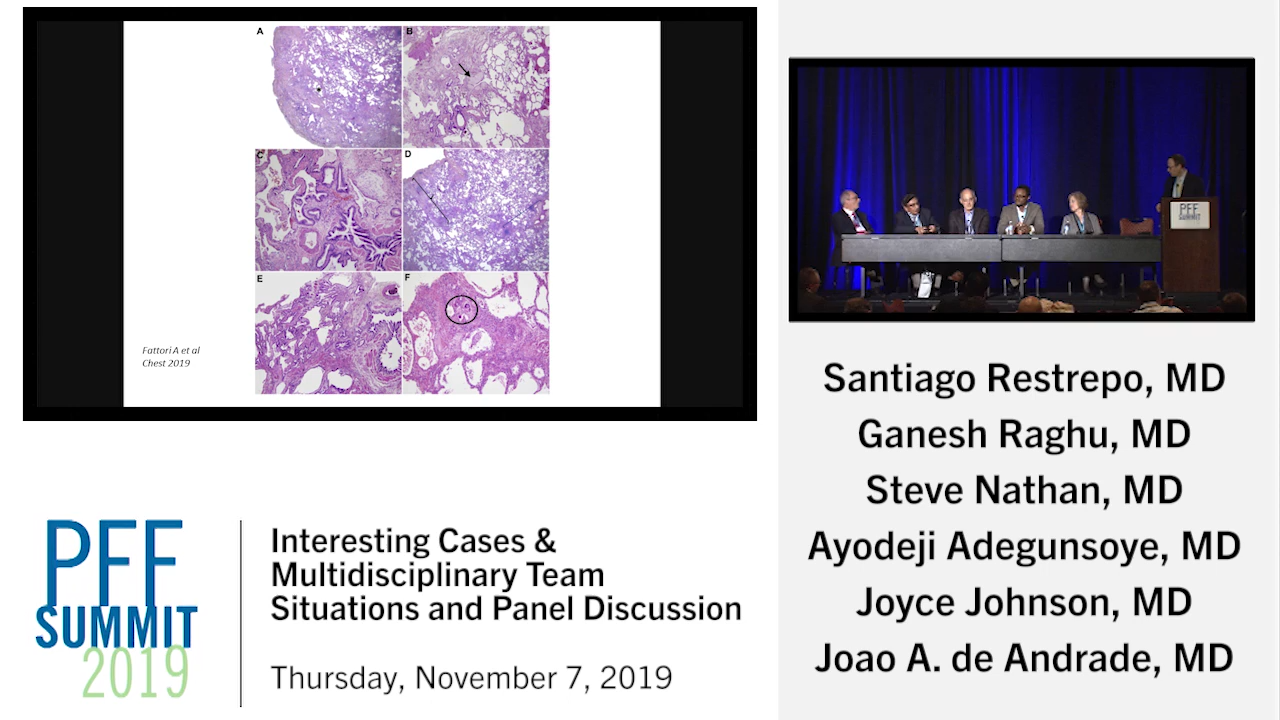 A
B
C
D
E
F
Fattori A et al
Chest 2019
PFF
SUMMIT
PFF
SUMMIT
2019
Interesting Cases &
Multidisciplinary Team
Situations and Panel Discussion
Thursday, November 7, 2019
Santiago Restrepo, MD
Ganesh Raghu, MD
Steve Nathan, MD
Ayodeji Adegunsoye, MD
Joyce Johnson, MD
Joao A. de Andrade, MD